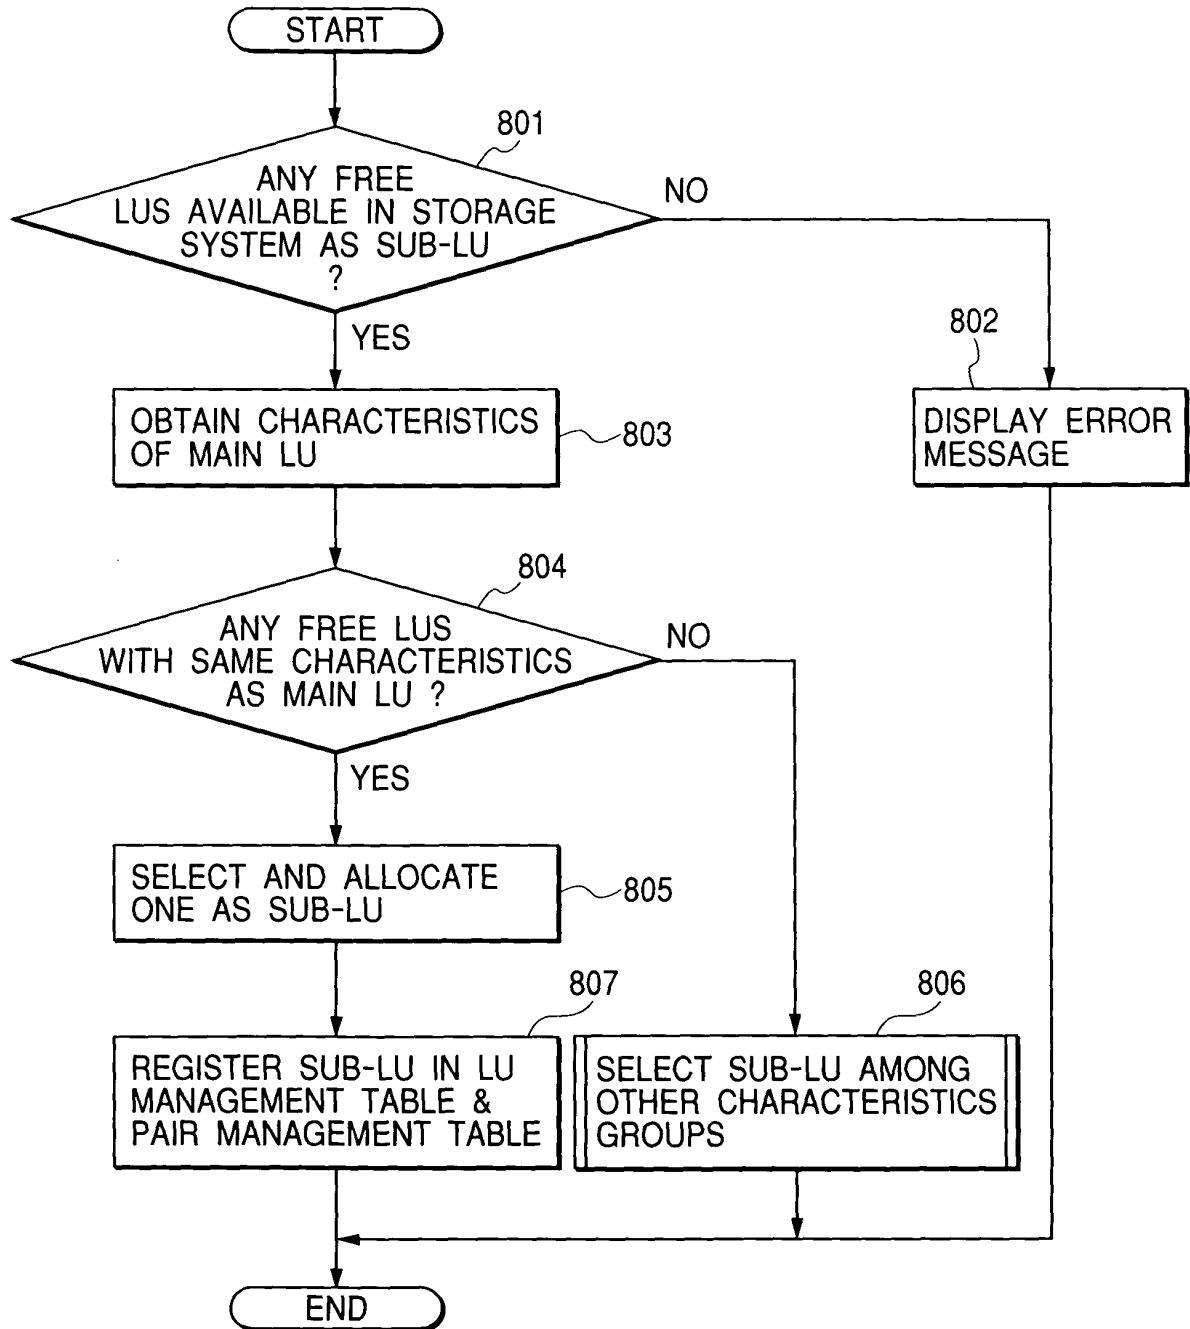 START
801
ANY FREE
LUS AVAILABLE IN STORAGE
SYSTEM AS SUB-LU
?
NO
YES
802
DISPLAY ERROR
MESSAGE
OBTAIN CHARACTERISTICS
OF MAIN LU
803
804
ANY FREE LUS
WITH SAME CHARACTERISTICS
AS MAIN LU ?
NO
YES
SELECT AND ALLOCATE
ONE AS SUB-LU
805
807
REGISTER SUB-LU IN LU
MANAGEMENT TABLE &
PAIR MANAGEMENT TABLE
806
SELECT SUB-LU AMONG
OTHER CHARACTERISTICS
GROUPS
END